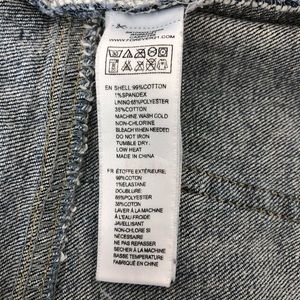 EN SHELL:99%COTTON
1%SPANDEX
LINING:65%POLYESTER
35%COTTON
MACHINE WASH COLD
NON-CHLORINE
BLEACH WHEN NEEDED
DO NOT IRON
TUMBLE DRY,
LOW HEAT
MADE IN CHINA
FR ÉTOFFE EXTÉRIEURE:
99%COTON
1%ELASTANE
DOUBLURE:
65%POLYESTER
35%COTON
LAVER À LA MACHINE
À L'EAU FROIDE
JAVELLISANT
NON-CHLORE SI
NÉCESSAIRE
NE PAS REPASSER
SÉCHER À LA MACHINE
BASSE TEMPERATURE
FABRIQUÉ EN CHINE